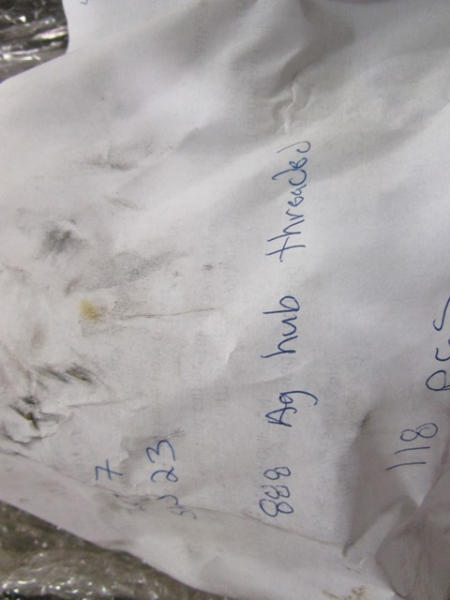 7
23
888 Ag hub threaded
118 pcs